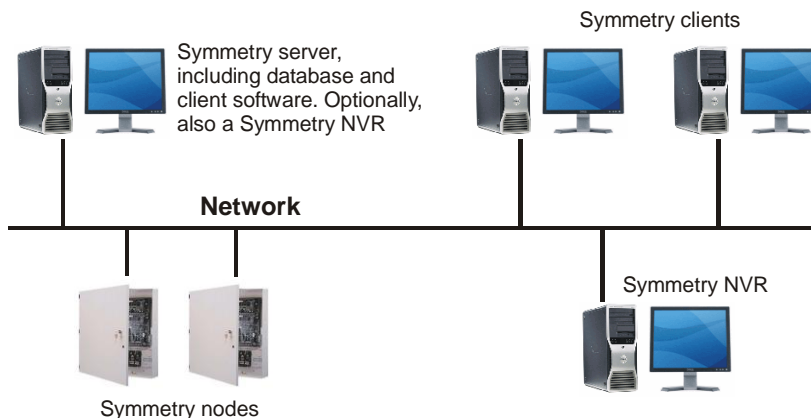 Symmetry server,
including database and
client software. Optionally,
also a Symmetry NVR
Symmetry clients
Network
Symmetry NVR
Symmetry nodes